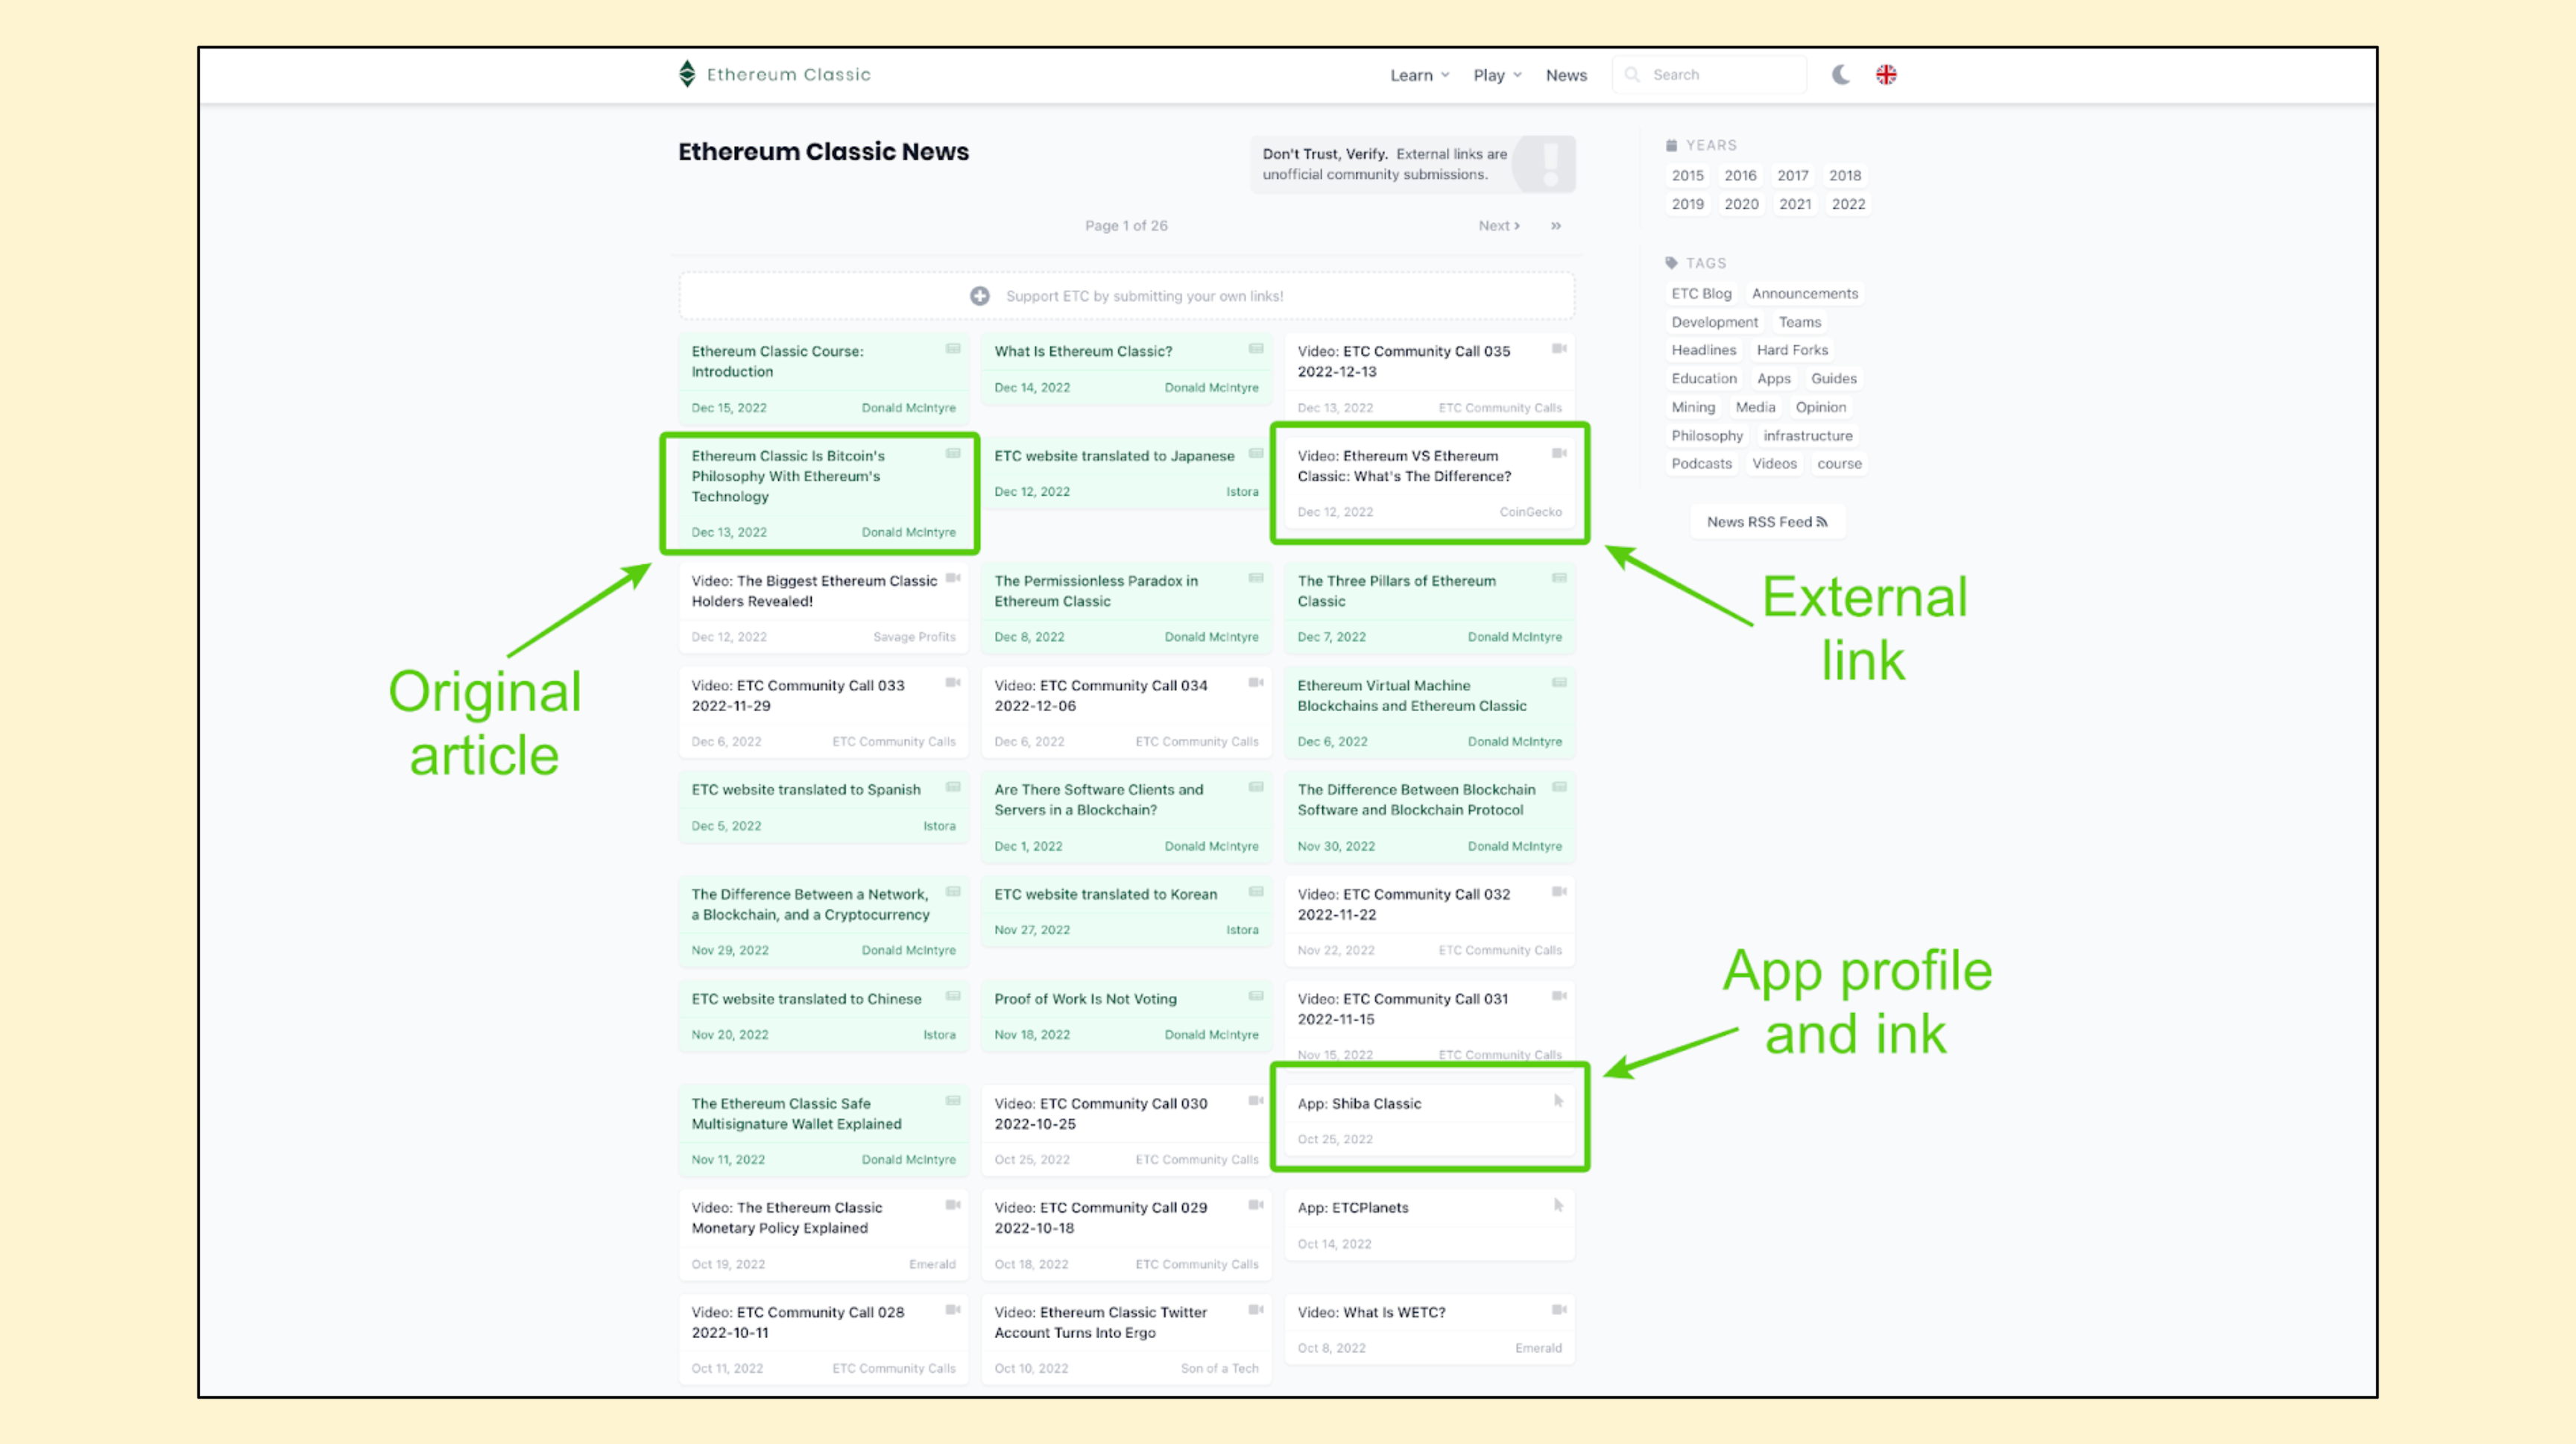 Ethereum Classic
Learn
Play
News
Search
Ethereum Classic News
Don't Trust, Verify. External links are
unofficial community submissions.
Page 1 of 26
Next ›
»
Support ETC by submitting your own links!
Ethereum Classic Course:
Introduction
Dec 15, 2022
Donald McIntyre
What Is Ethereum Classic?
Dec 14, 2022
Donald McIntyre
Video: ETC Community Call 035
2022-12-13
Dec 13, 2022
ETC Community Calls
Ethereum Classic Is Bitcoin's
Philosophy With Ethereum's
Technology
Dec 13, 2022
Donald McIntyre
ETC website translated to Japanese
Dec 12, 2022
Istora
Video: Ethereum VS Ethereum
Classic: What's The Difference?
Dec 12, 2022
CoinGecko
Video: The Biggest Ethereum Classic
Holders Revealed!
Dec 12, 2022
Savage Profits
The Permissionless Paradox in
Ethereum Classic
Dec 8, 2022
Donald McIntyre
The Three Pillars of Ethereum
Classic
Dec 7, 2022
Donald McIntyre
Video: ETC Community Call 033
2022-11-29
Dec 6, 2022
ETC Community Calls
Video: ETC Community Call 034
2022-12-06
Dec 6, 2022
ETC Community Calls
Ethereum Virtual Machine
Blockchains and Ethereum Classic
Dec 6, 2022
Donald McIntyre
ETC website translated to Spanish
Dec 5, 2022
Istora
Are There Software Clients and
Servers in a Blockchain?
Dec 1, 2022
Donald McIntyre
The Difference Between Blockchain
Software and Blockchain Protocol
Nov 30, 2022
Donald McIntyre
The Difference Between a Network,
a Blockchain, and a Cryptocurrency
Nov 29, 2022
Donald McIntyre
ETC website translated to Korean
Nov 27, 2022
Istora
Video: ETC Community Call 032
2022-11-22
Nov 22, 2022
ETC Community Calls
ETC website translated to Chinese
Nov 20, 2022
Istora
Proof of Work Is Not Voting
Nov 18, 2022
Donald McIntyre
Video: ETC Community Call 031
2022-11-15
Nov 15, 2022
ETC Community Calls
The Ethereum Classic Safe
Multisignature Wallet Explained
Nov 11, 2022
Donald McIntyre
Video: ETC Community Call 030
2022-10-25
Oct 25, 2022
ETC Community Calls
App: Shiba Classic
Oct 25, 2022
Video: The Ethereum Classic
Monetary Policy Explained
Oct 19, 2022
Emerald
Video: ETC Community Call 029
2022-10-18
Oct 18, 2022
ETC Community Calls
App: ETCPlanets
Oct 14, 2022
Video: ETC Community Call 028
2022-10-11
Oct 11, 2022
ETC Community Calls
Video: Ethereum Classic Twitter
Account Turns Into Ergo
Oct 10, 2022
Son of a Tech
Video: What Is WETC?
Oct 8, 2022
Emerald
YEARS
2015 2016 2017 2018
2019 2020 2021 2022
TAGS
ETC Blog Announcements
Development Teams
Headlines Hard Forks
Education Apps Guides
Mining Media Opinion
Philosophy infrastructure
Podcasts Videos course
News RSS Feed
Original
article
External
link
App profile
and ink